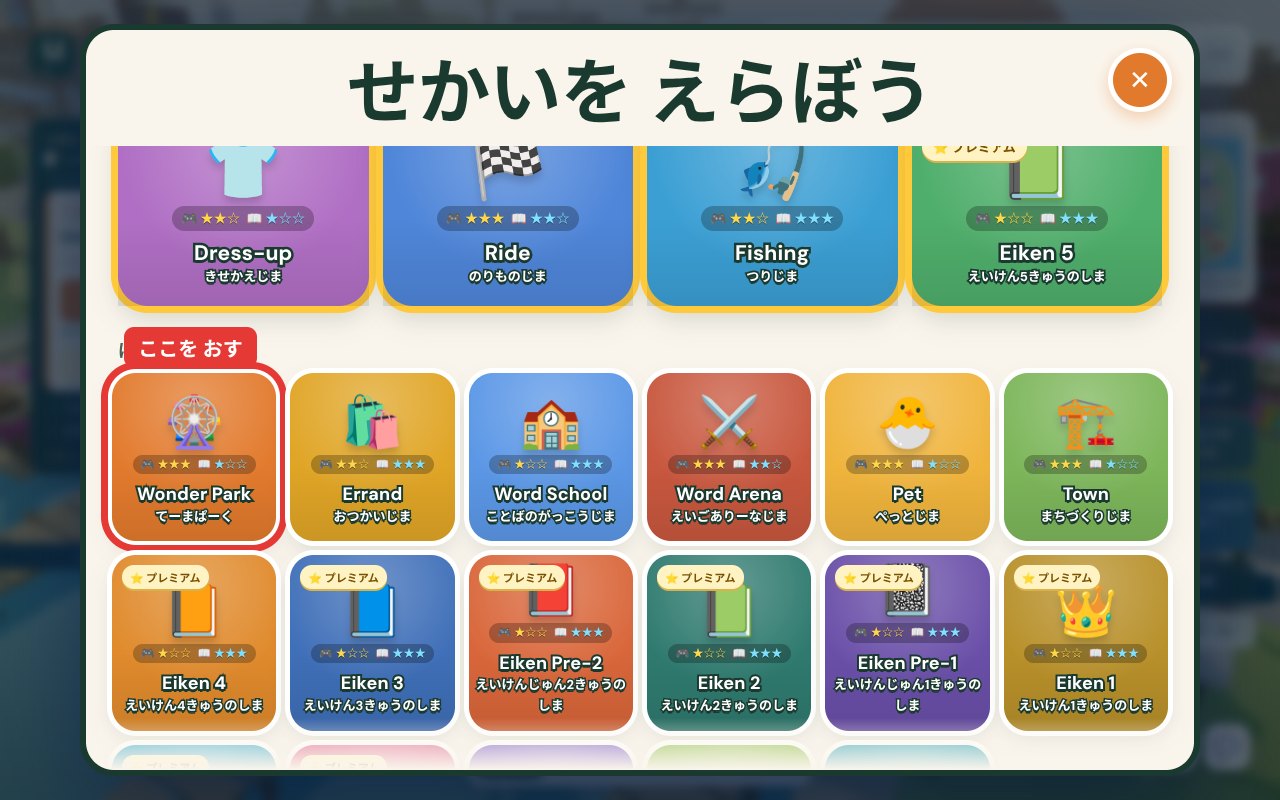 せかいを えらぼう
プレミアム
★★☆ ★☆☆
★★★ ★★☆
★★☆ ★★★
★☆☆ ★★★
Dress-up
きせかえじま
Ride
のりものじま
Fishing
つりじま
Eiken 5
えいけん5きゅうのしま
ここを おす
★★★ ★☆☆
★★☆ ★★★
★☆☆ ★★★
★★★ ★★☆
★★★ ★☆☆
★★★ ★☆☆
Wonder Park
てーまぱーく
Errand
おつかいじま
Word School
ことばのがっこうじま
Word Arena
えいごありーなじま
Pet
ぺっとじま
Town
まちづくりじま
プレミアム
★☆☆ ★★★
Eiken 4
えいけん4きゅうのしま
プレミアム
★☆☆ ★★★
Eiken 3
えいけん3きゅうのしま
プレミアム
★☆☆ ★★★
Eiken Pre-2
えいけんじゅん2きゅうの
しま
プレミアム
★☆☆ ★★★
Eiken 2
えいけん2きゅうのしま
プレミアム
★☆☆ ★★★
Eiken Pre-1
えいけんじゅん1きゅうの
しま
プレミアム
★☆☆ ★★★
Eiken 1
えいけん1きゅうのしま
プレミアム
プレミアム